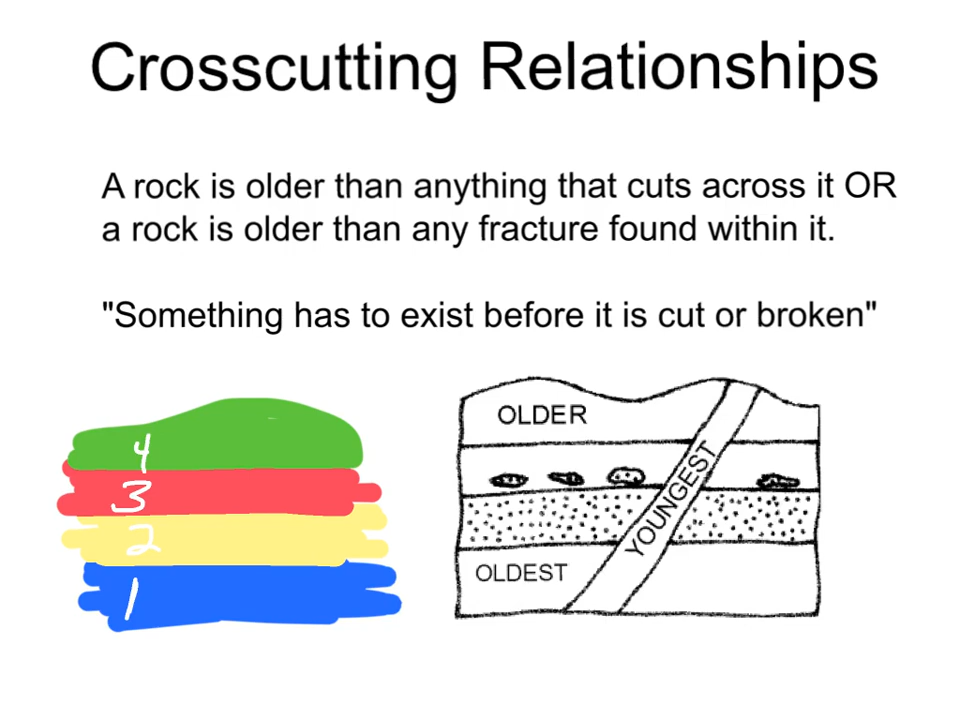 Crosscutting Relationships
A rock is older than anything that cuts across it OR
a rock is older than any fracture found within it.
"Something has to exist before it is cut or broken"
4
3
2
1
OLDER
YOUNGEST
OLDEST